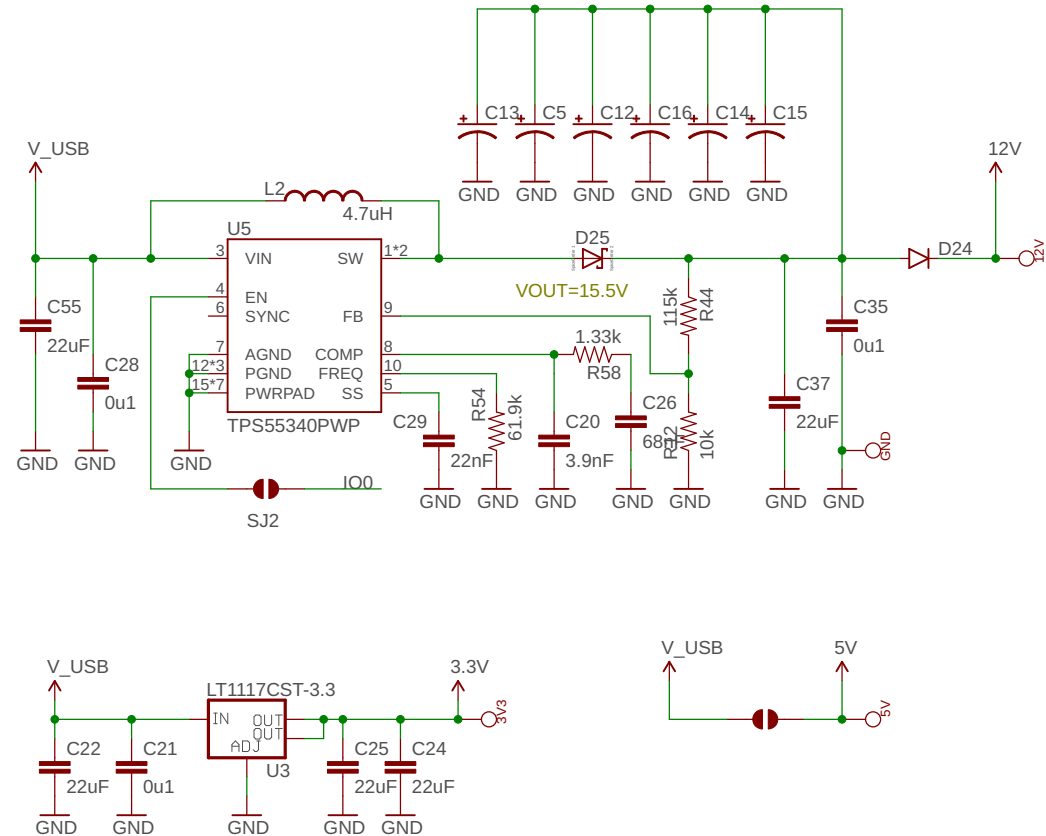 C13
C5
C12
C16
C14
C15
GND
GND
GND
GND
GND
GND
V_USB
12V
L2
4.7uH
U5
3
VIN
SW
1*2
D25
VOUT=15.5V
D24
12V
4
EN
6
SYNC
FB
9
115k
R44
7
AGND
COMP
8
12*3
PGND
FREQ
10
15*7
PWRPAD
SS
5
TPS55340PWP
C55
22uF
C28
0u1
1.33k
R58
C35
0u1
C37
22uF
C29
22nF
R54
61.9k
C20
3.9nF
C26
10k
GND
GND
GND
GND
GND
GND
GND
GND
GND
GND
GND
IO0
SJ2
V_USB
LT1117CST-3.3
IN
OUT
OUT
ADJ
U3
3.3V
3V3
C22
22uF
C21
0u1
C25
22uF
C24
22uF
GND
GND
GND
GND
GND
V_USB
5V
5V